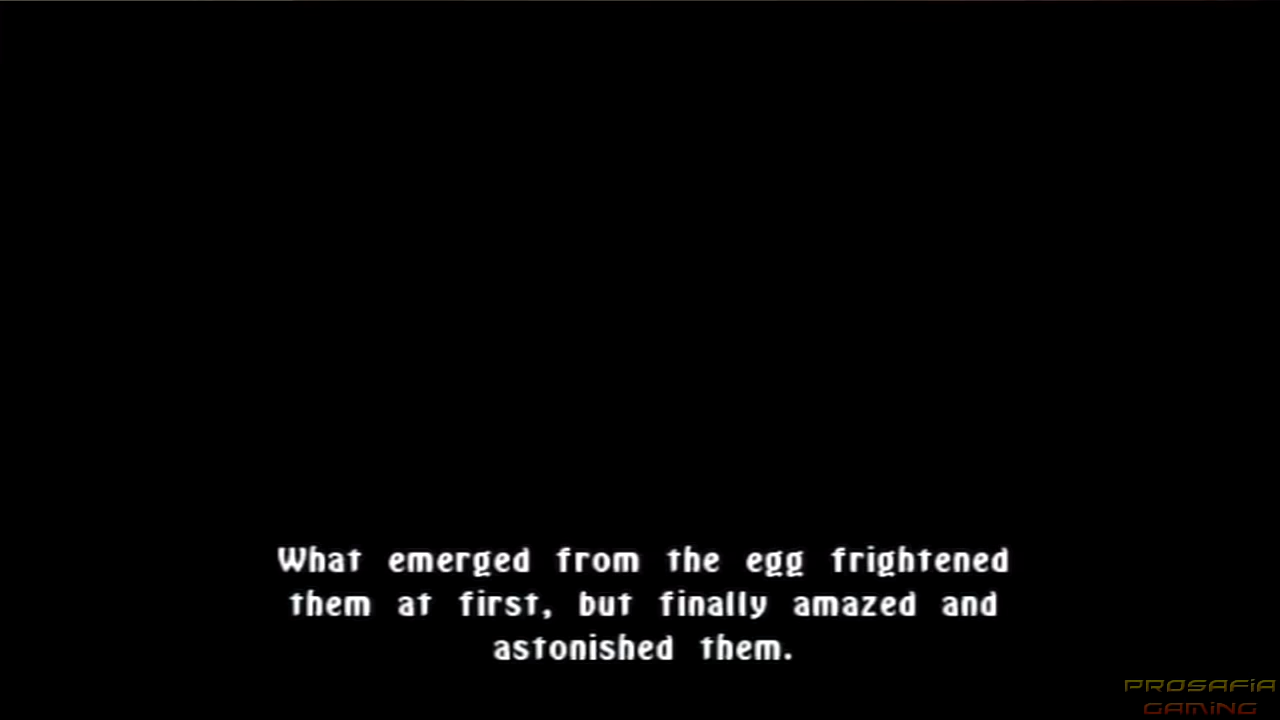 What emerged from the egg frightened
them at first, but finally amazed and
astonished them.
PROSAFiA
GAMiNG